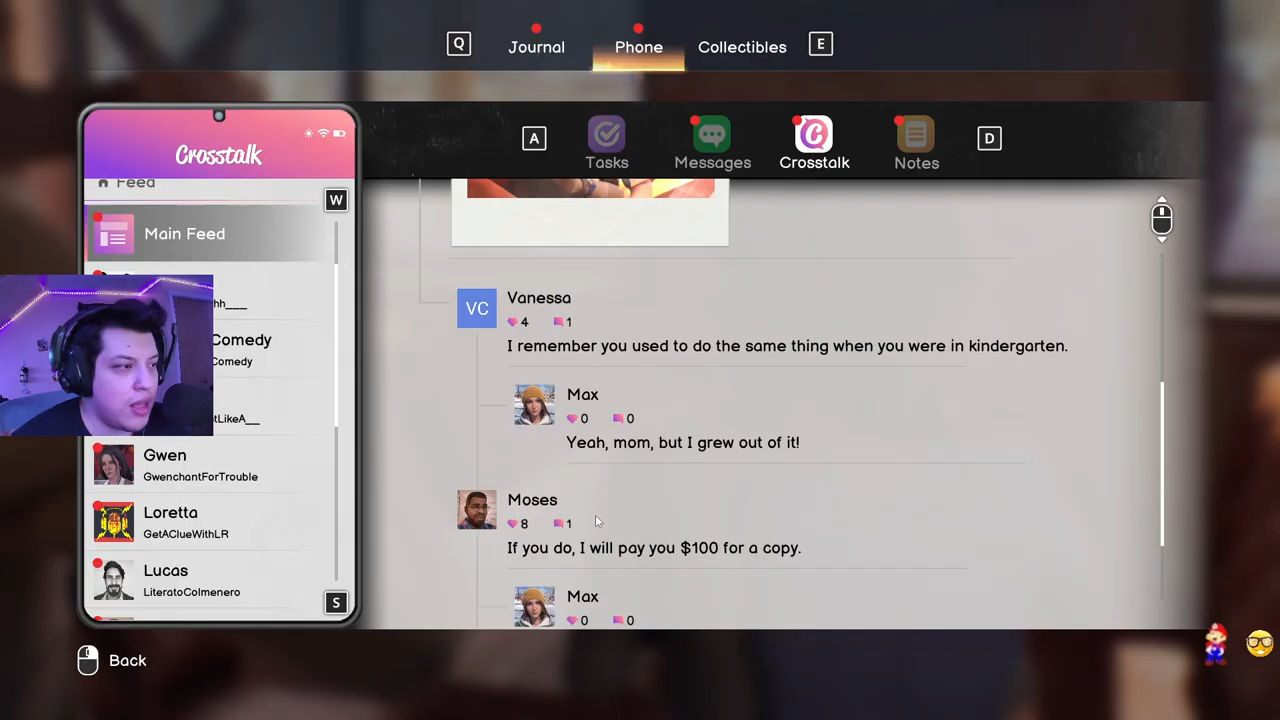 Q Journal Phone Collectibles E
A Tasks Messages Crosstalk Notes D
Crosstalk
Feed
W
Main Feed
hh___
Comedy
Comedy
tLikeA__
Gwen
GwenchantForTrouble
Loretta
GetAClueWithLR
Lucas
LiteratoColmenero
S
VC
Vanessa
4 1
I remember you used to do the same thing when you were in kindergarten.
Max
0 0
Yeah, mom, but I grew out of it!
Moses
8 1
If you do, I will pay you $100 for a copy.
Max
0 0
Back